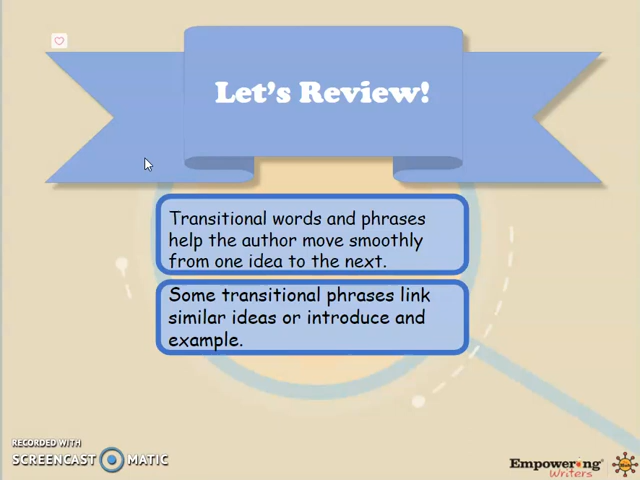 Let's Review!
Transitional words and phrases
help the author move smoothly
from one idea to the next.
Some transitional phrases link
similar ideas or introduce and
example.
RECORDED WITH
SCREENCAST MATIC
Empowering
Writers